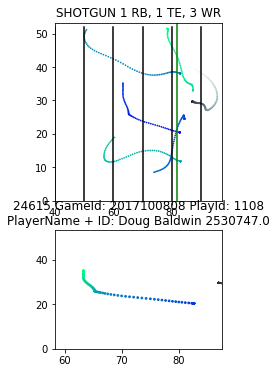 SHOTGUN 1 RB, 1 TE, 3 WR
50
40
30
20
10
0
40 60 80
24615 GameId: 2017100808 PlayId: 1108
PlayerName + ID: Doug Baldwin 2530747.0
40
20
0
60 70 80